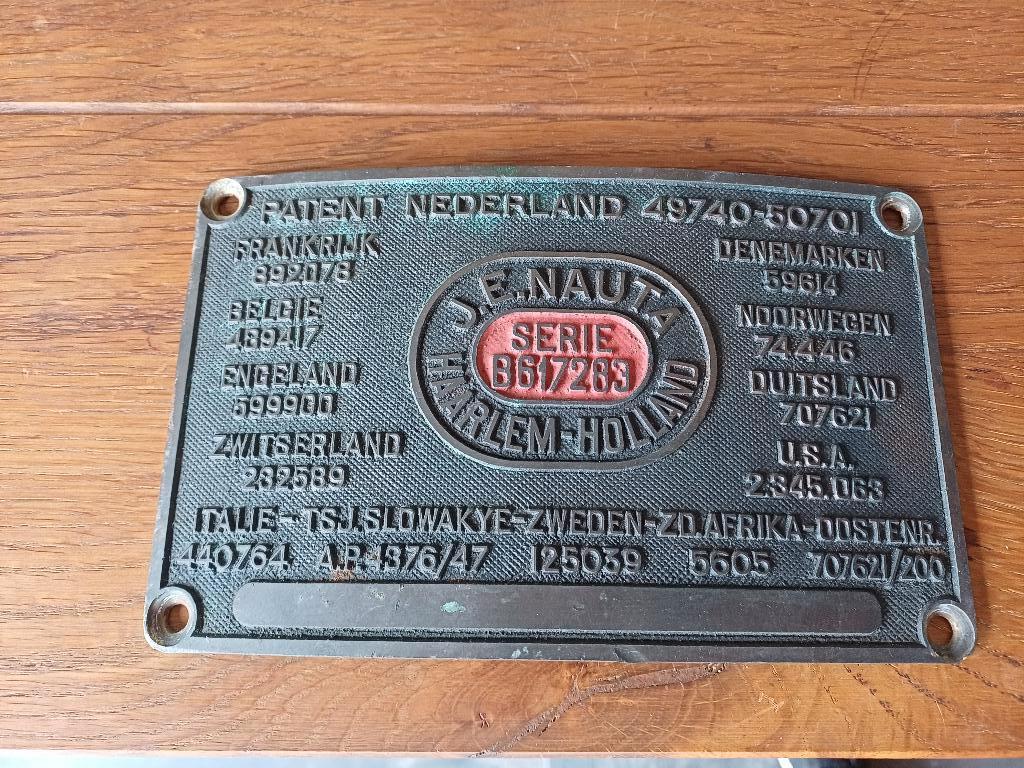 PATENT NEDERLAND 49740-50701
FRANKRIJK
892078
BELGIE
489417
ENGELAND
599900
ZWITSERLAND
232589
J.E.NAUTA
SERIE
B617283
HAARLEM-HOLLAND
DENEMARKEN
59614
NOORWEGEN
74446
DUITSLAND
707621
U.S.A.
2.345.063
ITALIE-TSJ.SLOWAKYE-ZWEDEN-ZD.AFRIKA-OOSTENR.
440764 A.P.4376/47 125039 5605 707621/200